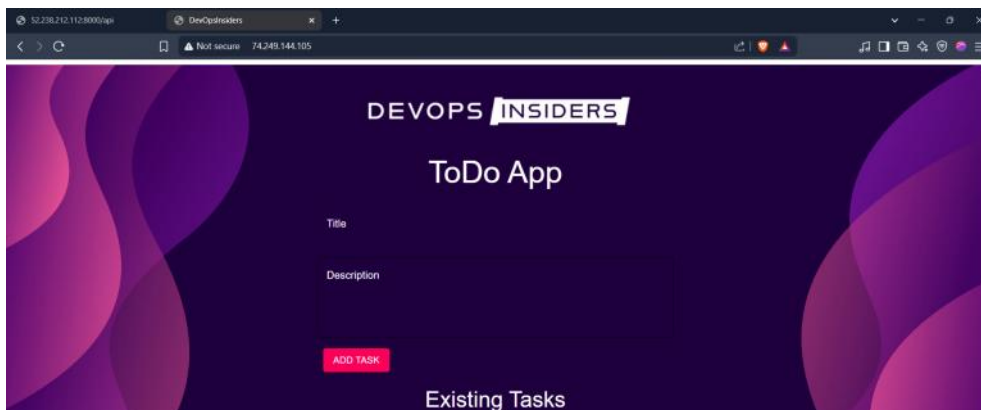 52.238.212.112:8000/api
DevOpsInsiders
Not secure 74.249.144.105
DEVOPS INSIDERS
ToDo App
Title
Description
ADD TASK
Existing Tasks